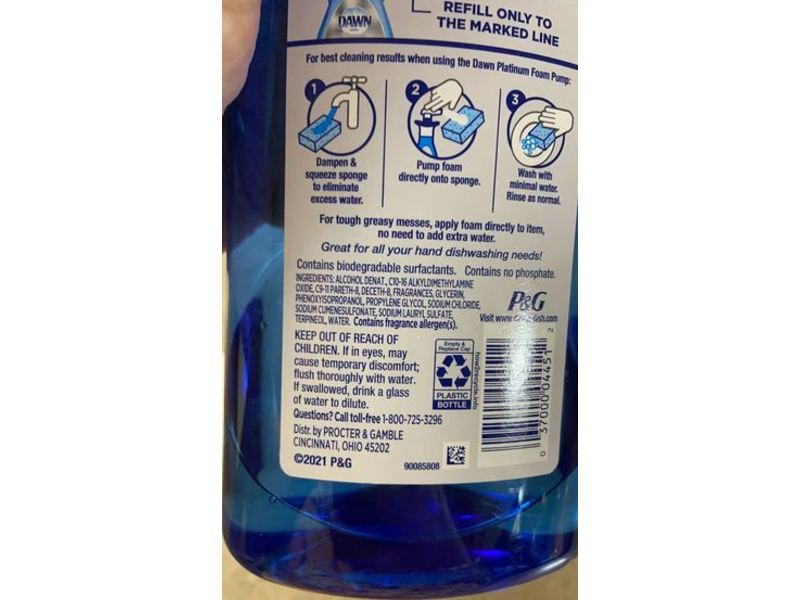 DAWN
REFILL ONLY TO
THE MARKED LINE
For best cleaning results when using the Dawn Platinum Foam Pump:
1
2
3
Dampen &
squeeze sponge
to eliminate
excess water.
Pump foam
directly onto sponge.
Wash with
minimal water.
Rinse as normal.
For tough greasy messes, apply foam directly to item,
no need to add extra water.
Great for all your hand dishwashing needs!
Contains biodegradable surfactants. Contains no phosphate.
INGREDIENTS: ALCOHOL DENAT., C10-16 ALKYLDIMETHYLAMINE
OXIDE, C9-11 PARETH-8, DECETH-8, FRAGRANCES, GLYCERIN,
PHENOXYISOPROPANOL, PROPYLENE GLYCOL, SODIUM CHLORIDE,
SODIUM CUMENESULFONATE, SODIUM LAURYL SULFATE,
TERPINEOL, WATER. Contains fragrance allergen(s).
P&G
Visit
KEEP OUT OF REACH OF
CHILDREN. If in eyes, may
cause temporary discomfort;
flush thoroughly with water.
If swallowed, drink a glass
of water to dilute.
Questions? Call toll-free 1-800-725-3296
Distr. by PROCTER & GAMBLE
CINCINNATI, OHIO 45202
©2021 P&G
90085808
Empty &
Replace Cap
PLASTIC
BOTTLE
how2recycle.info
0 37000 04451 2